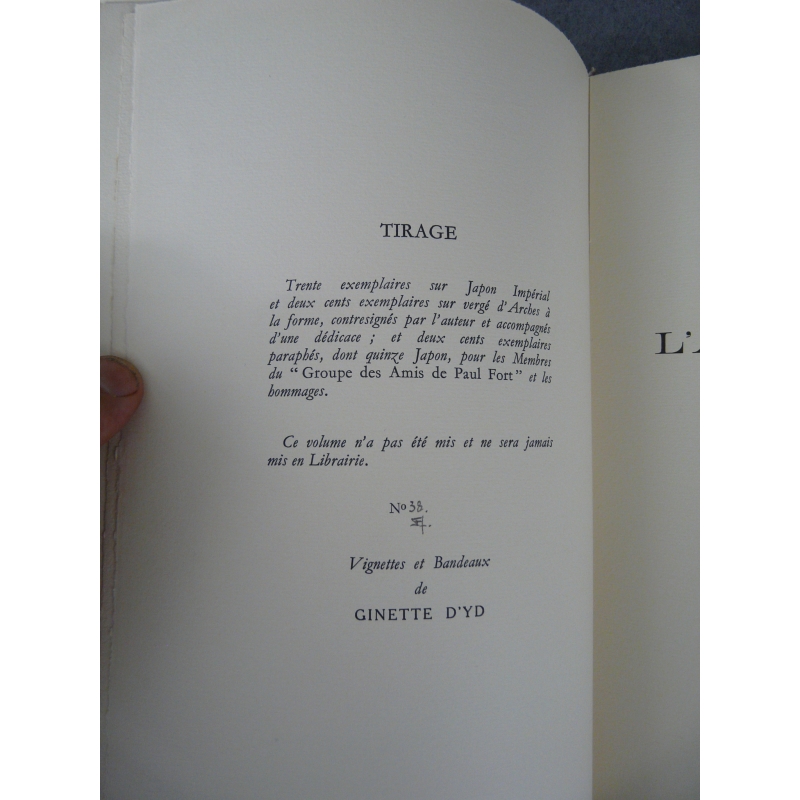 TIRAGE
Trente exemplaires sur Japon Impérial
et deux cents exemplaires sur vergé d'Arches à
la forme, contresignés par l'auteur et accompagnés
d'une dédicace ; et deux cents exemplaires
paraphés, dont quinze Japon, pour les Membres
du “ Groupe des Amis de Paul Fort ” et les
hommages.
Ce volume n'a pas été mis et ne sera jamais
mis en Librairie.
No 38.
Vignettes et Bandeaux
de
GINETTE D'YD
L'